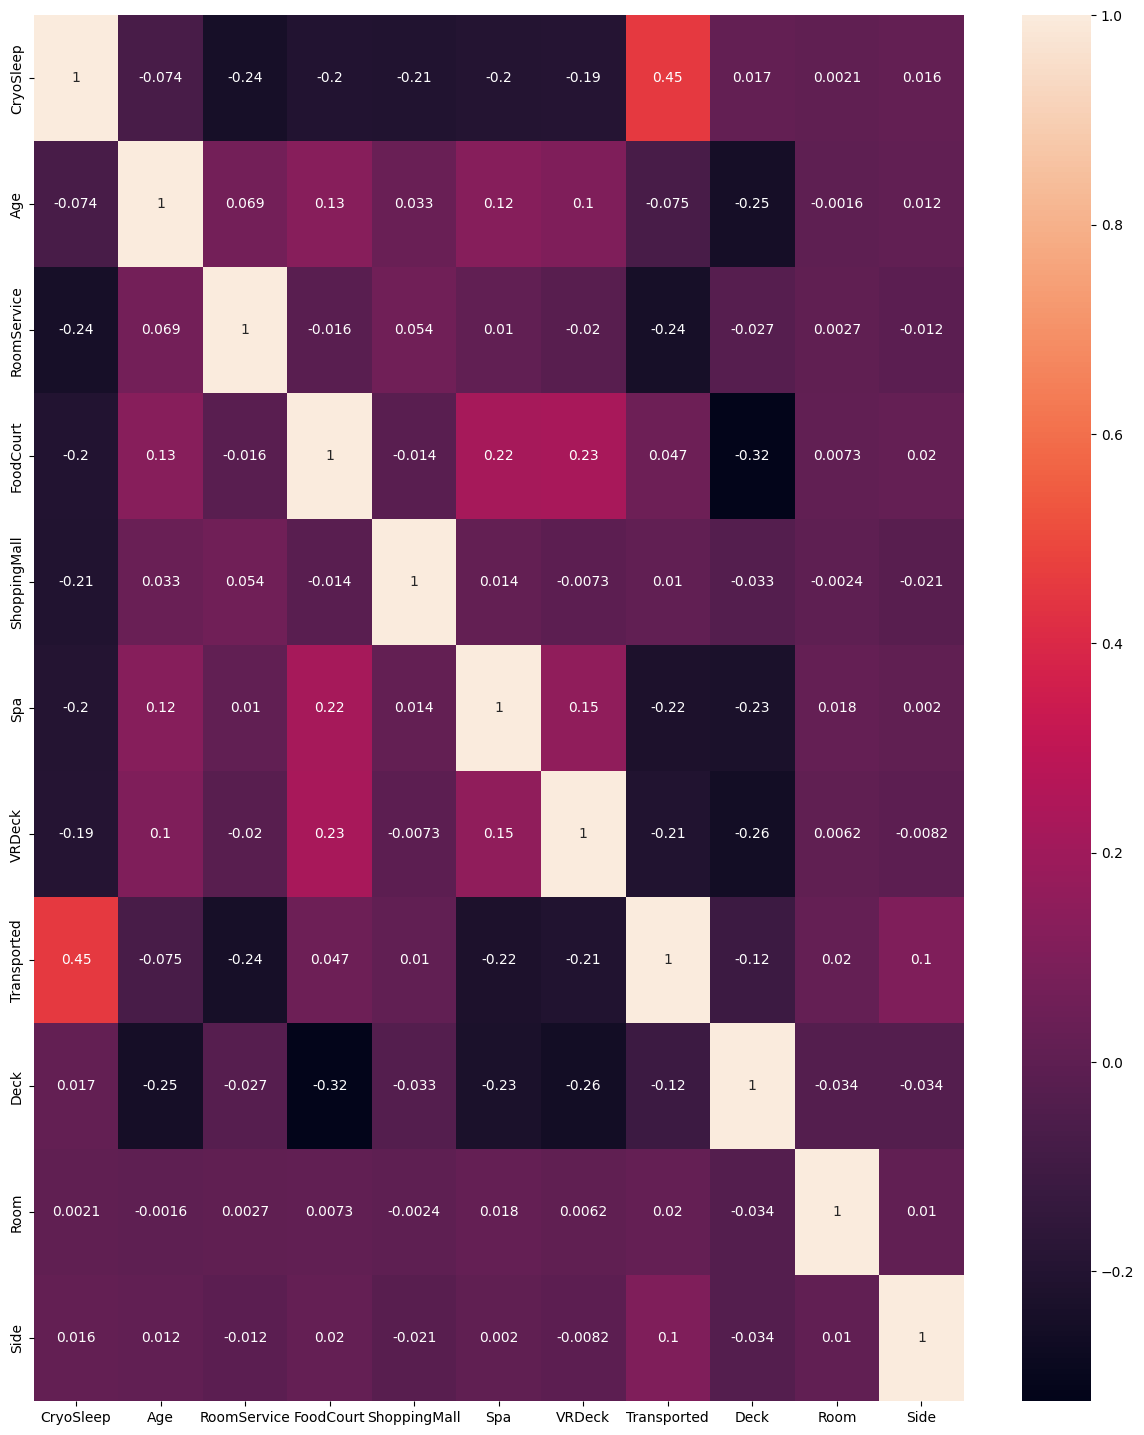 CryoSleep 1 -0.074 -0.24 -0.2 -0.21 -0.2 -0.19 0.45 0.017 0.0021 0.016
Age -0.074 1 0.069 0.13 0.033 0.12 0.1 -0.075 -0.25 -0.0016 0.012
RoomService -0.24 0.069 1 -0.016 0.054 0.01 -0.02 -0.24 -0.027 0.0027 -0.012
FoodCourt -0.2 0.13 -0.016 1 -0.014 0.22 0.23 0.047 -0.32 0.0073 0.02
ShoppingMall -0.21 0.033 0.054 -0.014 1 0.014 -0.0073 0.01 -0.033 -0.0024 -0.021
Spa -0.2 0.12 0.01 0.22 0.014 1 0.15 -0.22 -0.23 0.018 0.002
VRDeck -0.19 0.1 -0.02 0.23 -0.0073 0.15 1 -0.21 -0.26 0.0062 -0.0082
Transported 0.45 -0.075 -0.24 0.047 0.01 -0.22 -0.21 1 -0.12 0.02 0.1
Deck 0.017 -0.25 -0.027 -0.32 -0.033 -0.23 -0.26 -0.12 1 -0.034 -0.034
Room 0.0021 -0.0016 0.0027 0.0073 -0.0024 0.018 0.0062 0.02 -0.034 1 0.01
Side 0.016 0.012 -0.012 0.02 -0.021 0.002 -0.0082 0.1 -0.034 0.01 1
CryoSleep Age RoomService FoodCourt ShoppingMall Spa VRDeck Transported Deck Room Side
1.0
0.8
0.6
0.4
0.2
0.0
−0.2